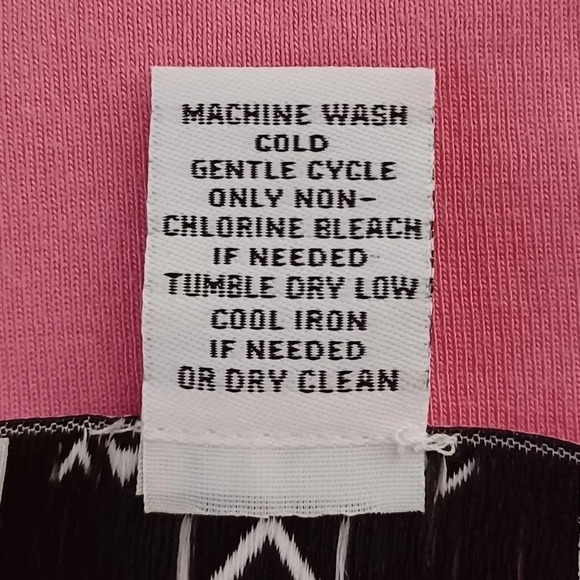 MACHINE WASH
COLD
GENTLE CYCLE
ONLY NON-
CHLORINE BLEACH
IF NEEDED
TUMBLE DRY LOW
COOL IRON
IF NEEDED
OR DRY CLEAN